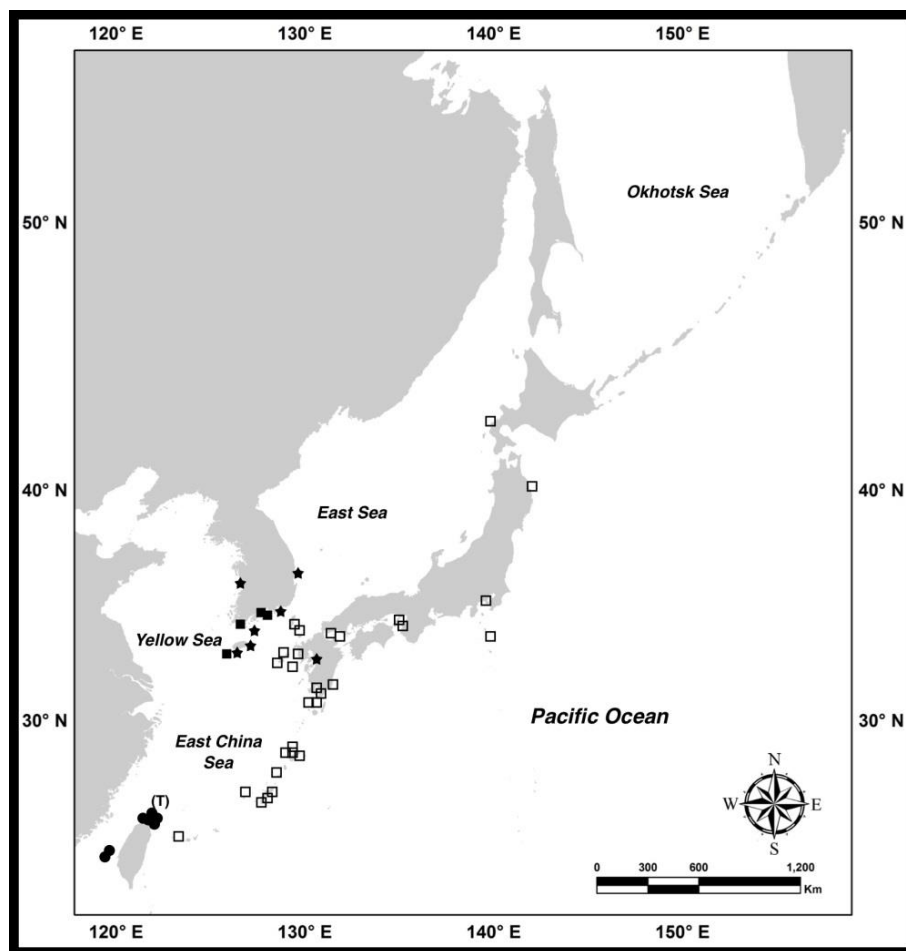 120° E 130° E 140° E 150° E
Okhotsk Sea
50° N 50° N
40° N 40° N
East Sea
Yellow Sea
30° N 30° N
Pacific Ocean
East China
Sea
(T)
N
W E
S
0 300 600 1,200
Km
120° E 130° E 140° E 150° E